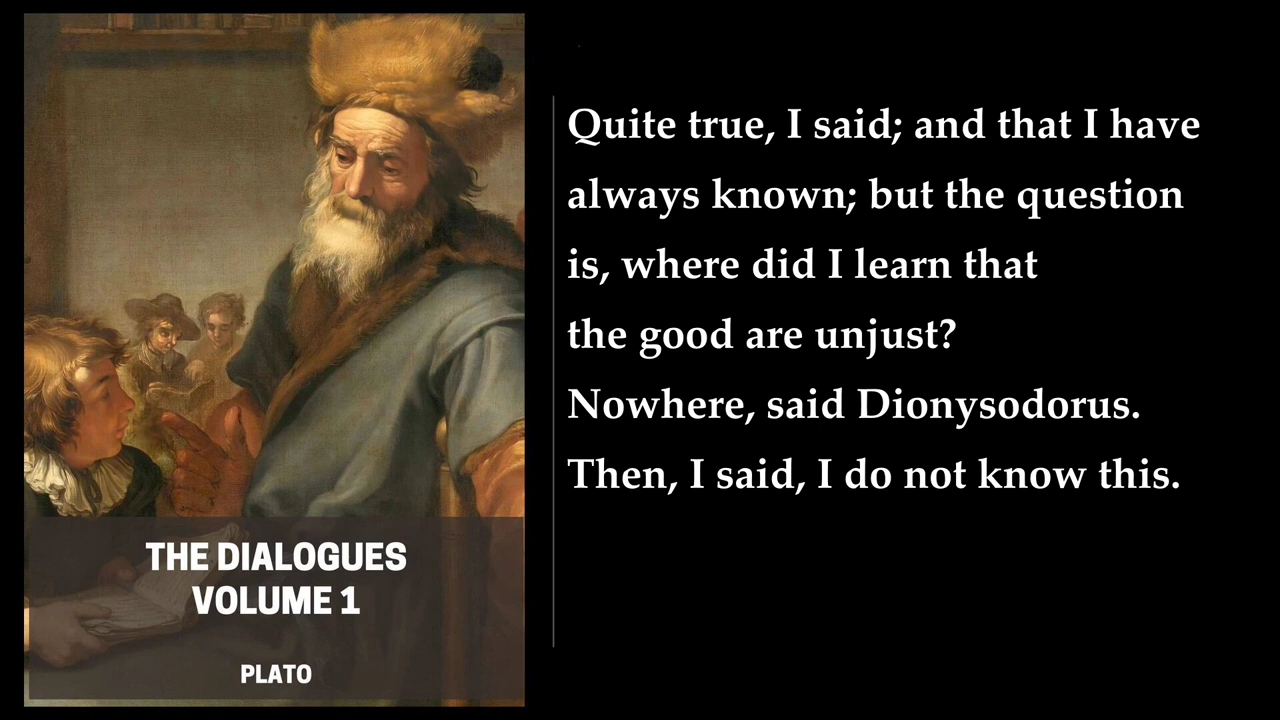 THE DIALOGUES
VOLUME 1
PLATO
Quite true, I said; and that I have
always known; but the question
is, where did I learn that
the good are unjust?
Nowhere, said Dionysodorus.
Then, I said, I do not know this.